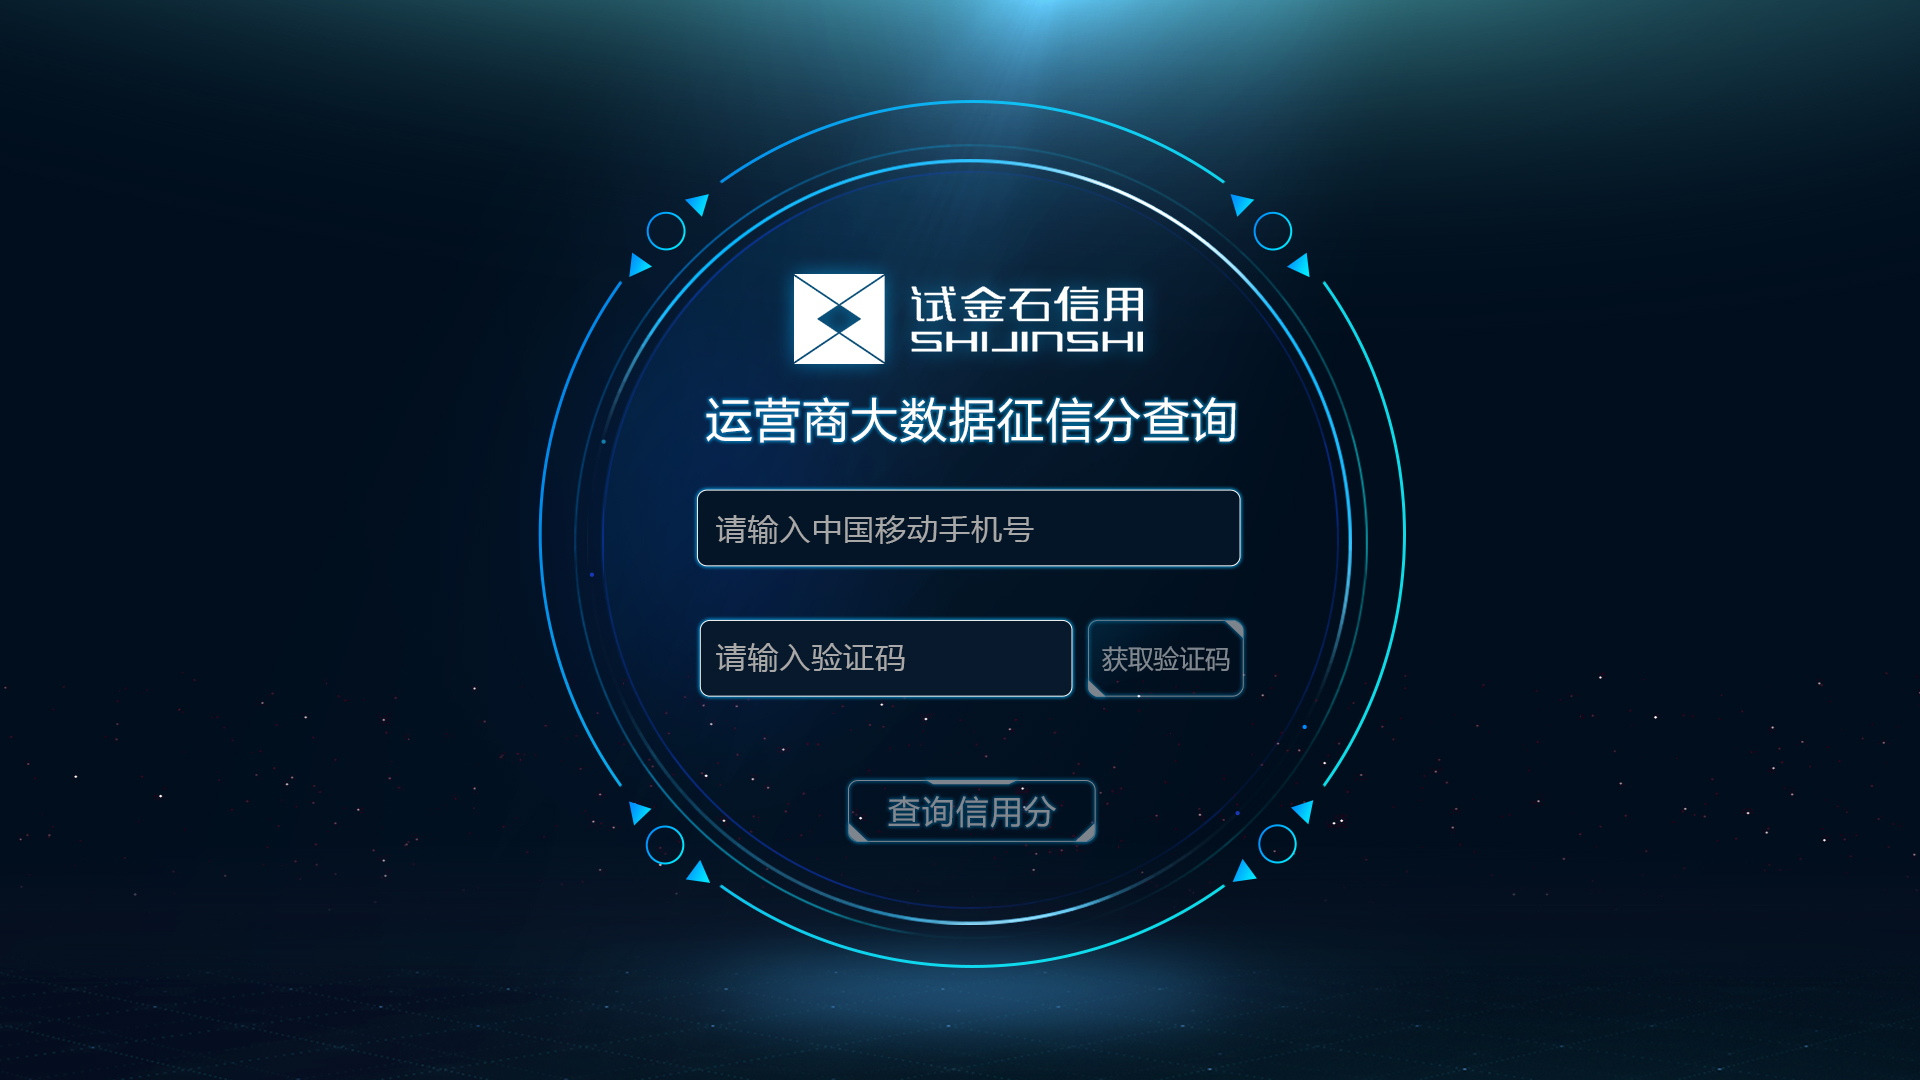 试金石信用
SHIJINSHI
运营商大数据征信分查询
请输入中国移动手机号
请输入验证码
获取验证码
查询信用分